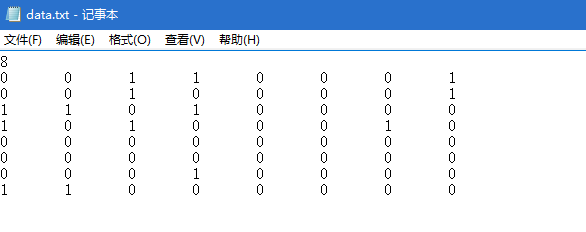 data.txt - 记事本
文件(F) 编辑(E) 格式(O) 查看(V) 帮助(H)
8
0 0 1 1 0 0 0 1
0 0 1 0 0 0 0 1
1 1 0 1 0 0 0 0
1 0 1 0 0 0 1 0
0 0 0 0 0 0 0 0
0 0 0 0 0 0 0 0
0 0 0 1 0 0 0 0
1 1 0 0 0 0 0 0